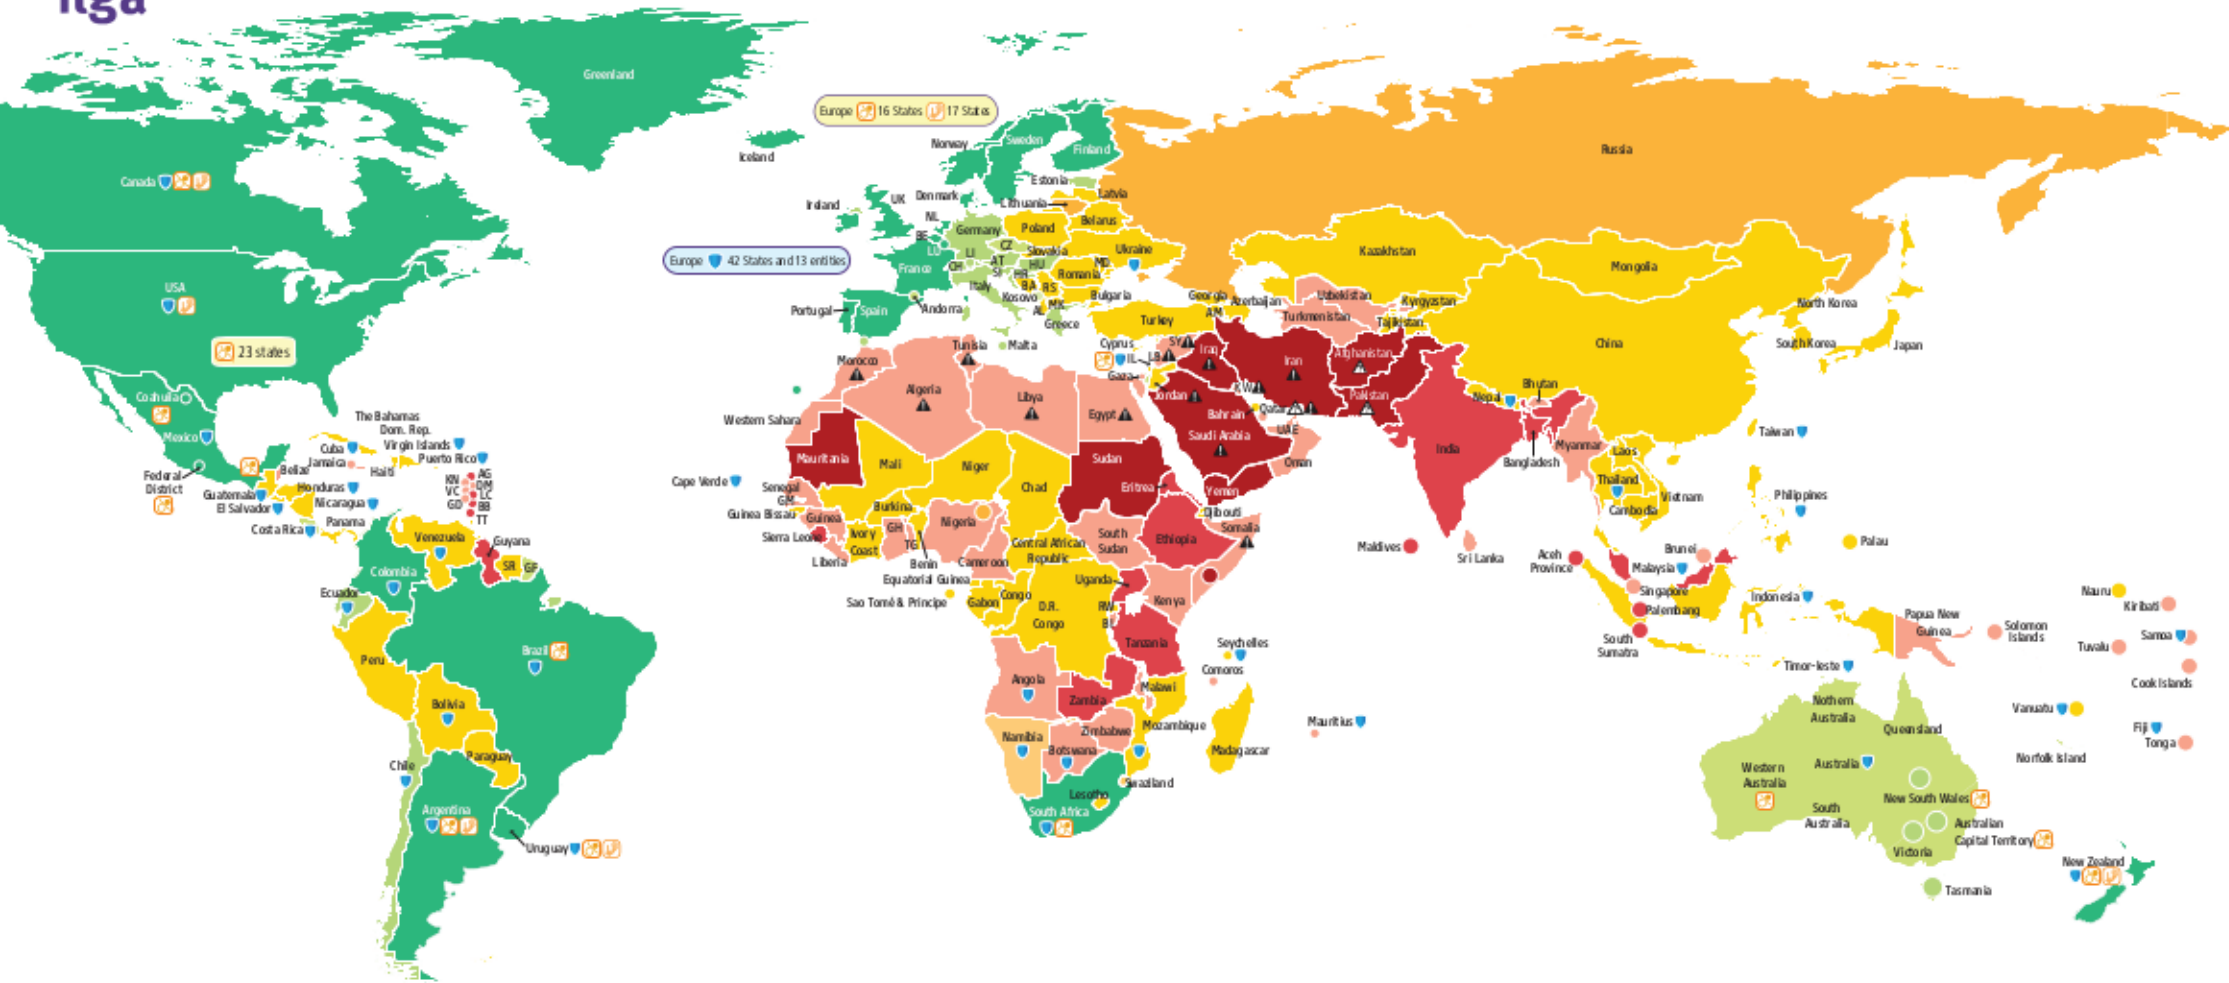 ilga
Greenland
Europe 16 States 17 States
Iceland
Norway
Sweden
Finland
Russia
Canada
Estonia
Latvia
Lithuania
Ireland
UK
Denmark
NL
BE
LU
Germany
Poland
Belarus
Europe 42 States and 13 entities
France
CH
LI
CZ
AT
SI
Slovakia
HU
HR
Ukraine
MD
Romania
Italy
BA
RS
Kosovo
MK
AL
Bulgaria
Greece
Portugal
Spain
Andorra
Malta
Kazakhstan
Mongolia
Georgia
AM
Azerbaijan
Uzbekistan
Turkmenistan
Kyrgyzstan
Tajikistan
Turkey
China
North Korea
South Korea
Japan
USA
23 states
Coahuila
Mexico
Federal
District
The Bahamas
Dom. Rep.
Virgin Islands
Puerto Rico
Cuba
Jamaica
Haiti
Belize
Guatemala
El Salvador
Honduras
Nicaragua
Costa Rica
Panama
KN
VC
GD
AG
DM
LC
BB
TT
Venezuela
Guyana
SR
GF
Colombia
Ecuador
Peru
Brazil
Bolivia
Paraguay
Chile
Argentina
Uruguay
Morocco
Tunisia
Algeria
Libya
Egypt
Western Sahara
Cyprus
IL
LB
SY
Gaza
Jordan
Iraq
Iran
KW
Afghanistan
Pakistan
Bahrain
Qatar
UAE
Saudi Arabia
Oman
Yemen
Nepal
Bhutan
India
Bangladesh
Myanmar
Laos
Thailand
Vietnam
Cambodia
Taiwan
Philippines
Mauritania
Mali
Niger
Chad
Sudan
Eritrea
Djibouti
Somalia
Ethiopia
South
Sudan
Cape Verde
Senegal
GM
Guinea Bissau
Guinea
Sierra Leone
Liberia
Ivory
Coast
Burkina
GH
TG
Benin
Nigeria
Cameroon
Central African
Republic
Equatorial Guinea
Sao Tomé & Principe
Gabon
Congo
D.R.
Congo
Uganda
RW
Kenya
Tanzania
Angola
Zambia
Malawi
Mozambique
Zimbabwe
Namibia
Botswana
Swaziland
Lesotho
South Africa
Madagascar
Seychelles
Comoros
Mauritius
Maldives
Sri Lanka
Aceh
Province
Malaysia
Brunei
Singapore
Palembang
South
Sumatra
Indonesia
Timor-leste
Palau
Papua New
Guinea
Solomon
Islands
Nauru
Kiribati
Tuvalu
Samoa
Cook Islands
Vanuatu
Fiji
Tonga
Norfolk Island
Nothern
Australia
Queensland
Western
Australia
Australia
South
Australia
New South Wales
Australian
Capital Territory
Victoria
Tasmania
New Zealand